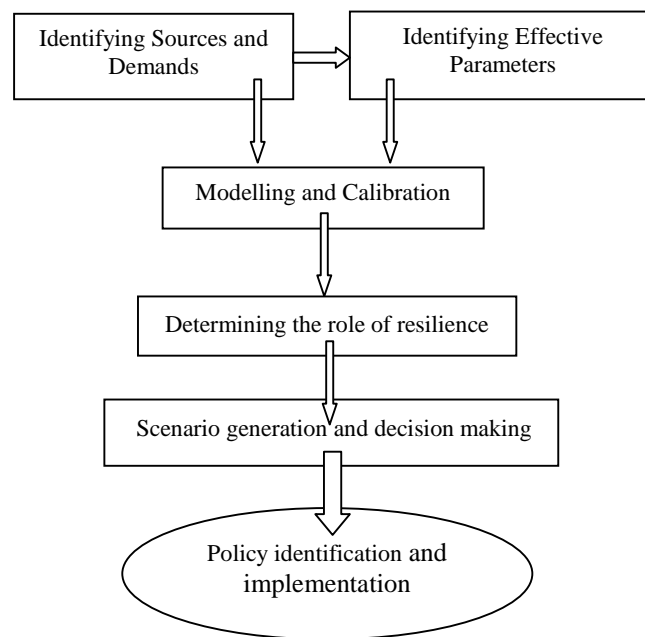 Identifying Sources and
Demands
Identifying Effective
Parameters
Modelling and Calibration
Determining the role of resilience
Scenario generation and decision making
Policy identification and
implementation